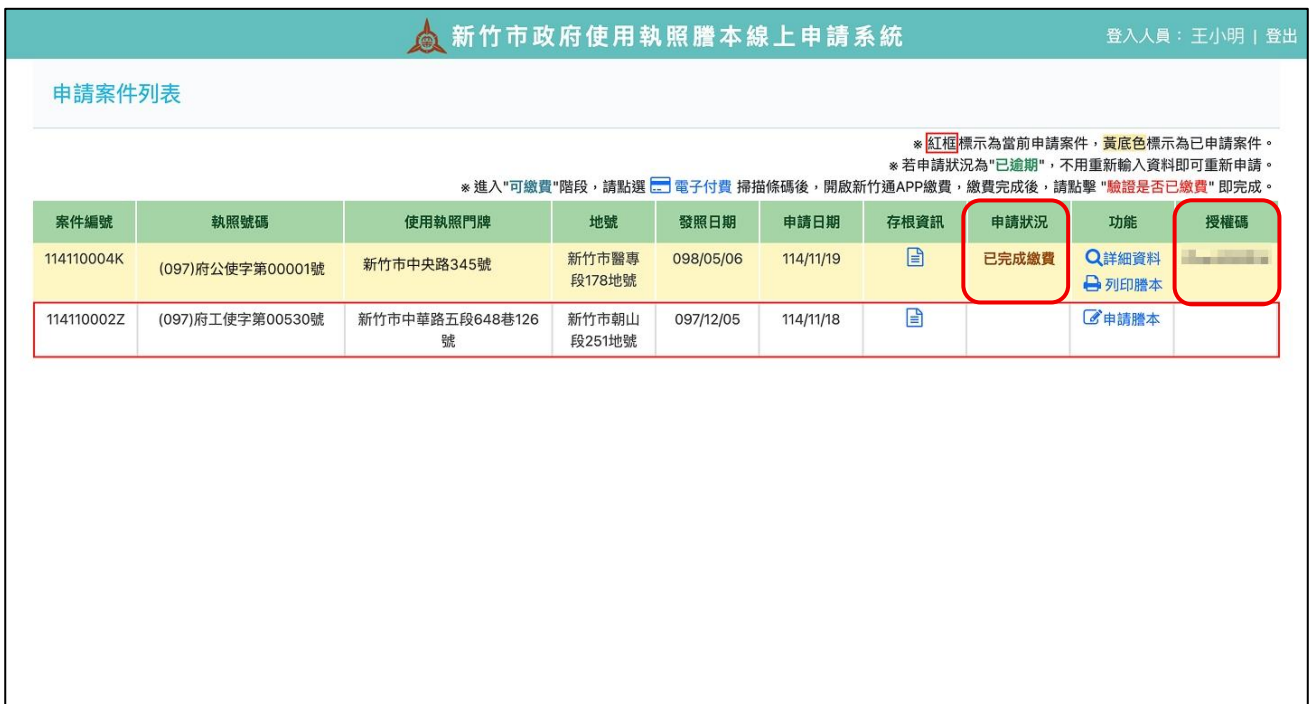 新竹市政府使用執照謄本線上申請系統
登入人員：王小明 | 登出
申請案件列表
※ 紅框標示為當前申請案件，黃底色標示為已申請案件。
※ 若申請狀況為"已逾期"，不用重新輸入資料即可重新申請。
※ 進入"可繳費"階段，請點選 電子付費 掃描條碼後，開啟新竹通APP繳費，繳費完成後，請點擊 "驗證是否已繳費" 即完成。
案件編號 執照號碼 使用執照門牌 地號 發照日期 申請日期 存根資訊 申請狀況 功能 授權碼
114110004K (097)府公使字第00001號 新竹市中央路345號 新竹市醫專 098/05/06 114/11/19 已完成繳費 詳細資料
段178地號 列印謄本
114110002Z (097)府工使字第00530號 新竹市中華路五段648巷126 新竹市朝山 097/12/05 114/11/18 申請謄本
號 段251地號